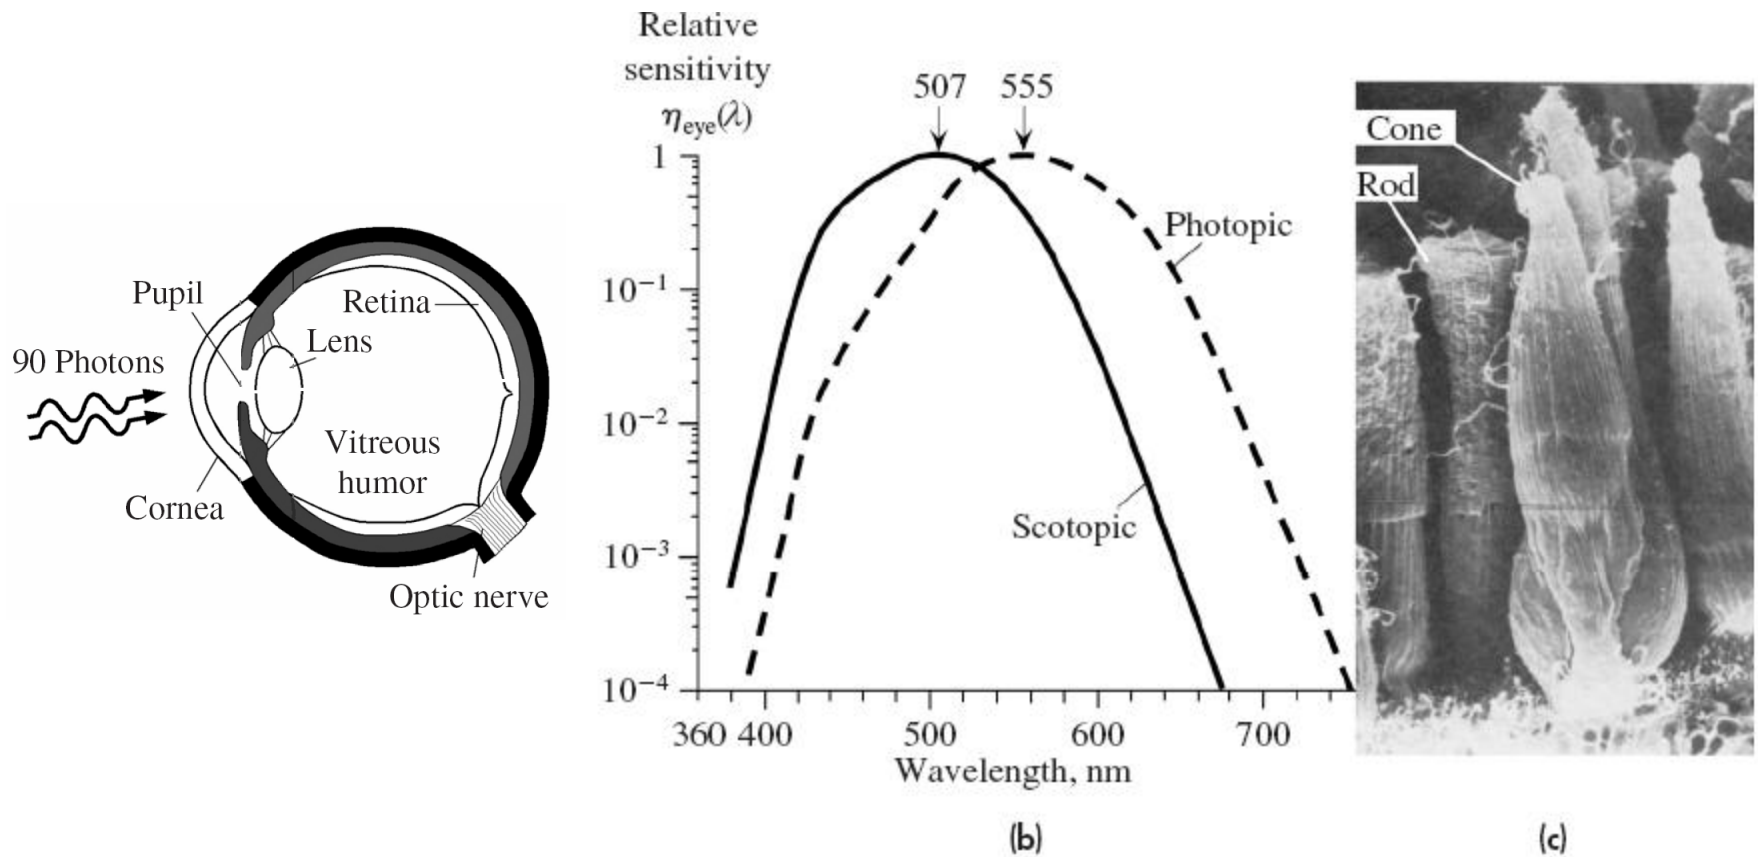 90 Photons
Pupil
Cornea
Retina
Lens
Vitreous
humor
Optic nerve
Relative
sensitivity
η_eye(λ)
507
555
1
10⁻¹
10⁻²
10⁻³
10⁻⁴
360 400 500 600 700
Wavelength, nm
Photopic
Scotopic
(b)
Cone
Rod
(c)